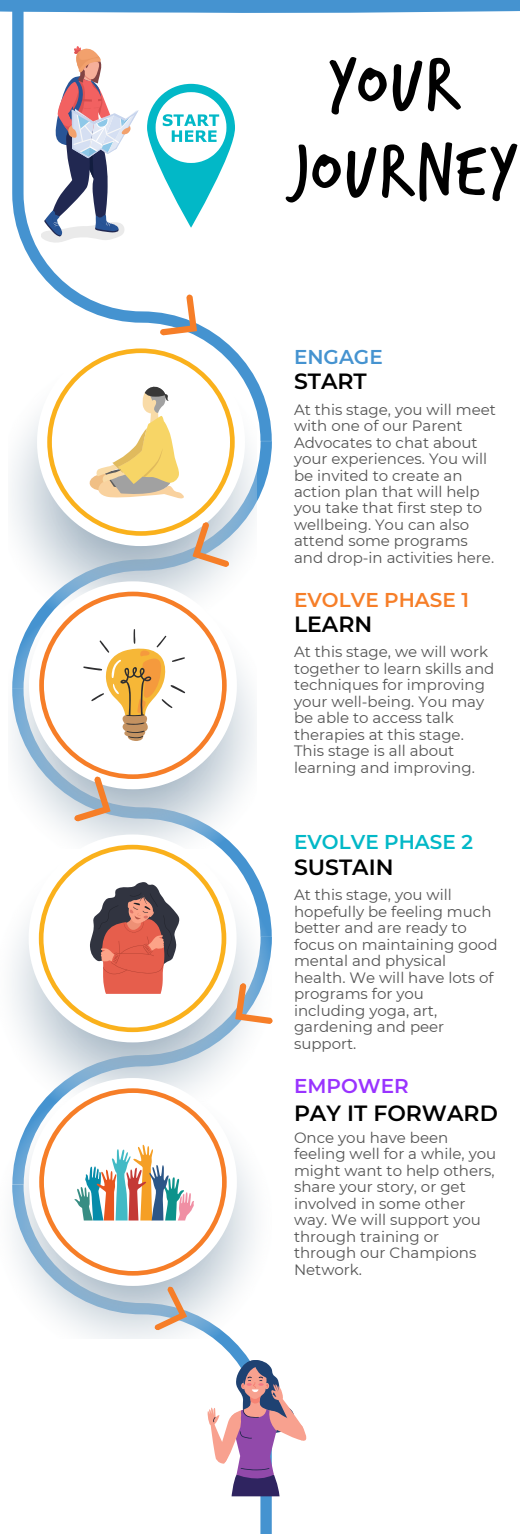 START
HERE
YOUR
JOURNEY
ENGAGE
START
At this stage, you will meet
with one of our Parent
Advocates to chat about
your experiences. You will
be invited to create an
action plan that will help
you take that first step to
wellbeing. You can also
attend some programs
and drop-in activities here.
EVOLVE PHASE 1
LEARN
At this stage, we will work
together to learn skills and
techniques for improving
your well-being. You may
be able to access talk
therapies at this stage.
This stage is all about
learning and improving.
EVOLVE PHASE 2
SUSTAIN
At this stage, you will
hopefully be feeling much
better and are ready to
focus on maintaining good
mental and physical
health. We will have lots of
programs for you
including yoga, art,
gardening and peer
support.
EMPOWER
PAY IT FORWARD
Once you have been
feeling well for a while, you
might want to help others,
share your story, or get
involved in some other
way. We will support you
through training or
through our Champions
Network.